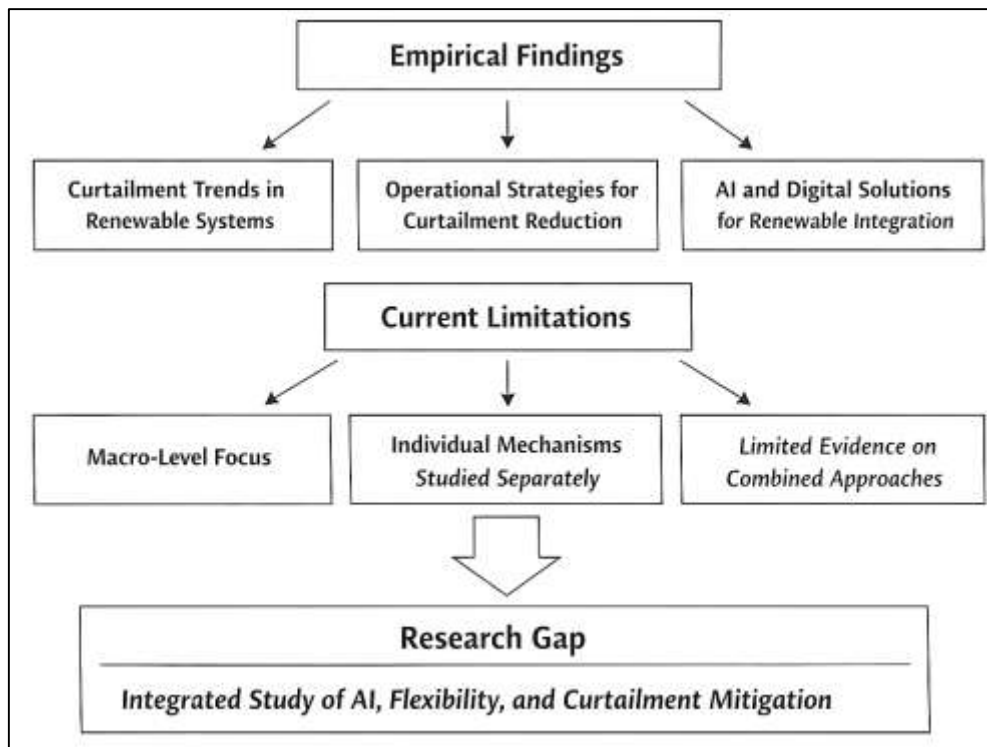 Empirical Findings
Curtailment Trends in
Renewable Systems
Operational Strategies for
Curtailment Reduction
AI and Digital Solutions
for Renewable Integration
Current Limitations
Macro-Level Focus
Individual Mechanisms
Studied Separately
Limited Evidence on
Combined Approaches
Research Gap
Integrated Study of AI, Flexibility, and Curtailment Mitigation